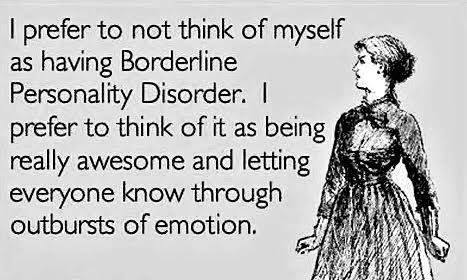 I prefer to not think of myself
as having Borderline
Personality Disorder.  I
prefer to think of it as being
really awesome and letting
everyone know through
outbursts of emotion.